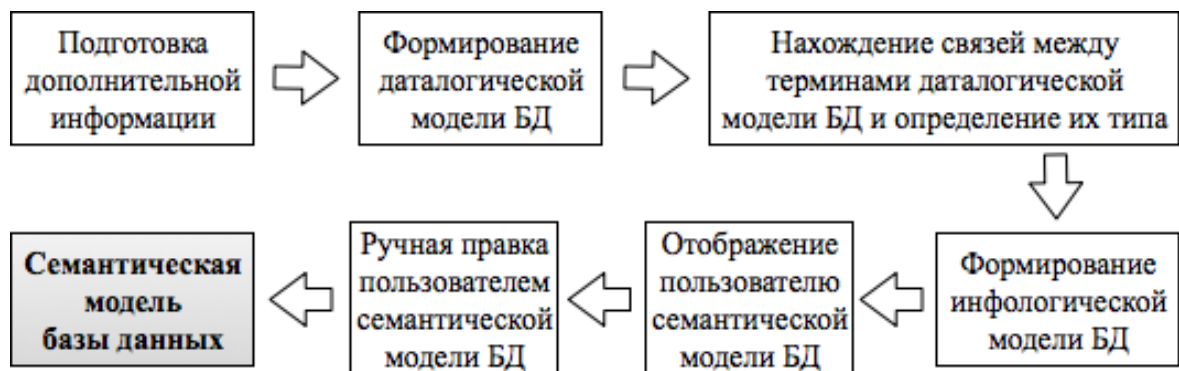 Подготовка
дополнительной
информации
Формирование
даталогической
модели БД
Нахождение связей между
терминами даталогической
модели БД и определение их типа
Формирование
инфологической
модели БД
Отображение
пользователю
семантической
модели БД
Ручная правка
пользователем
семантической
модели БД
Семантическая
модель
базы данных